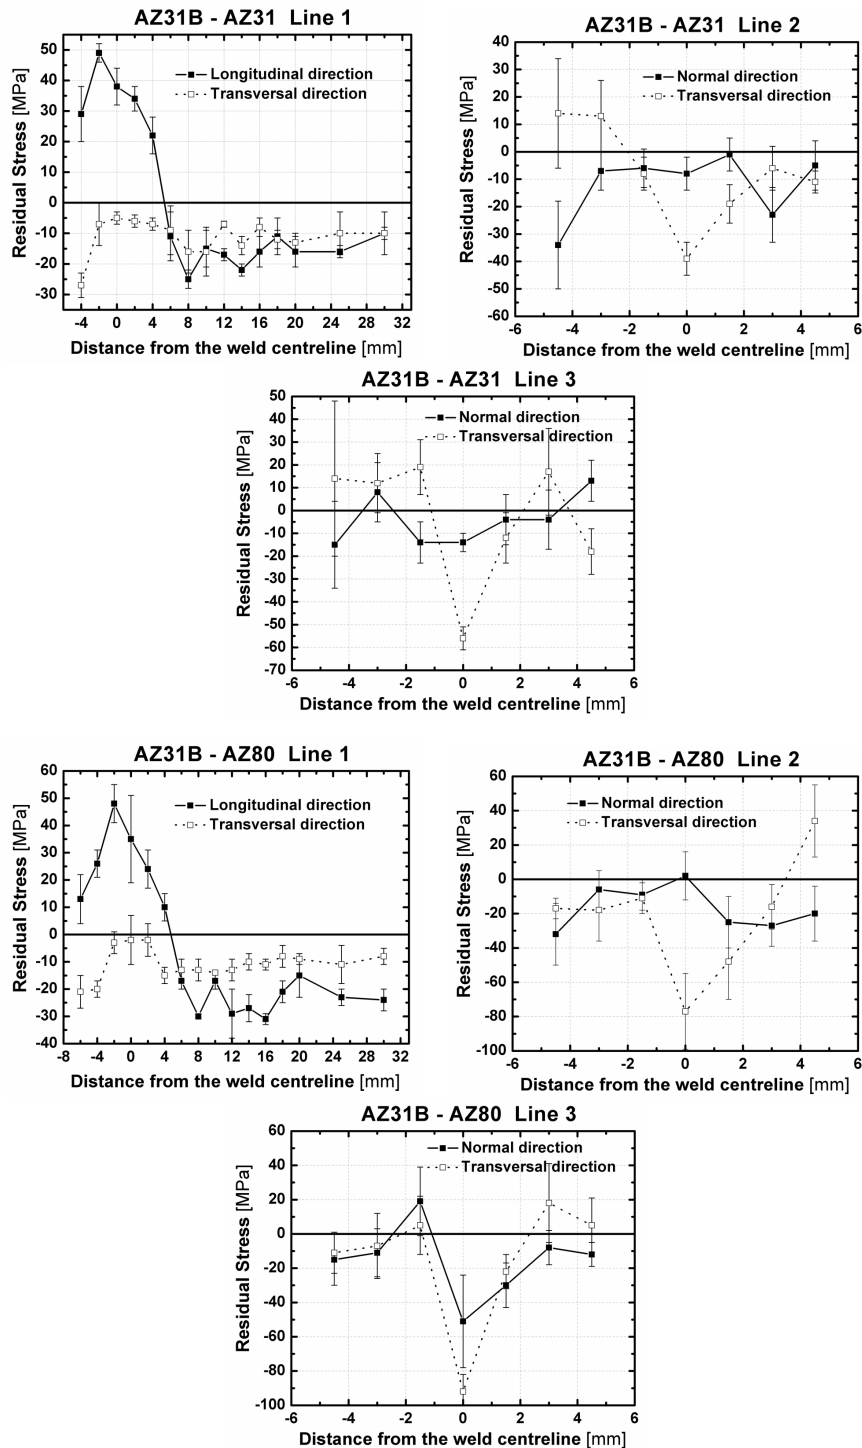 AZ31B - AZ31 Line 1
Residual Stress [MPa]
50
40
30
20
10
0
-10
-20
-30
Longitudinal direction
Transversal direction
-4 0 4 8 12 16 20 24 28 32
Distance from the weld centreline [mm]
AZ31B - AZ31 Line 2
Residual Stress [MPa]
40
30
20
10
0
-10
-20
-30
-40
-50
-60
Normal direction
Transversal direction
-6 -4 -2 0 2 4 6
Distance from the weld centreline [mm]
AZ31B - AZ31 Line 3
Residual Stress [MPa]
50
40
30
20
10
0
-10
-20
-30
-40
-50
-60
-70
Normal direction
Transversal direction
-6 -4 -2 0 2 4 6
Distance from the weld centreline [mm]
AZ31B - AZ80 Line 1
Residual Stress [MPa]
60
50
40
30
20
10
0
-10
-20
-30
-40
Longitudinal direction
Transversal direction
-8 -4 0 4 8 12 16 20 24 28 32
Distance from the weld centreline [mm]
AZ31B - AZ80 Line 2
Residual Stress [MPa]
60
40
20
0
-20
-40
-60
-80
-100
Normal direction
Transversal direction
-6 -4 -2 0 2 4 6
Distance from the weld centreline [mm]
AZ31B - AZ80 Line 3
Residual Stress [MPa]
60
40
20
0
-20
-40
-60
-80
-100
Normal direction
Transversal direction
-6 -4 -2 0 2 4 6
Distance from the weld centreline [mm]